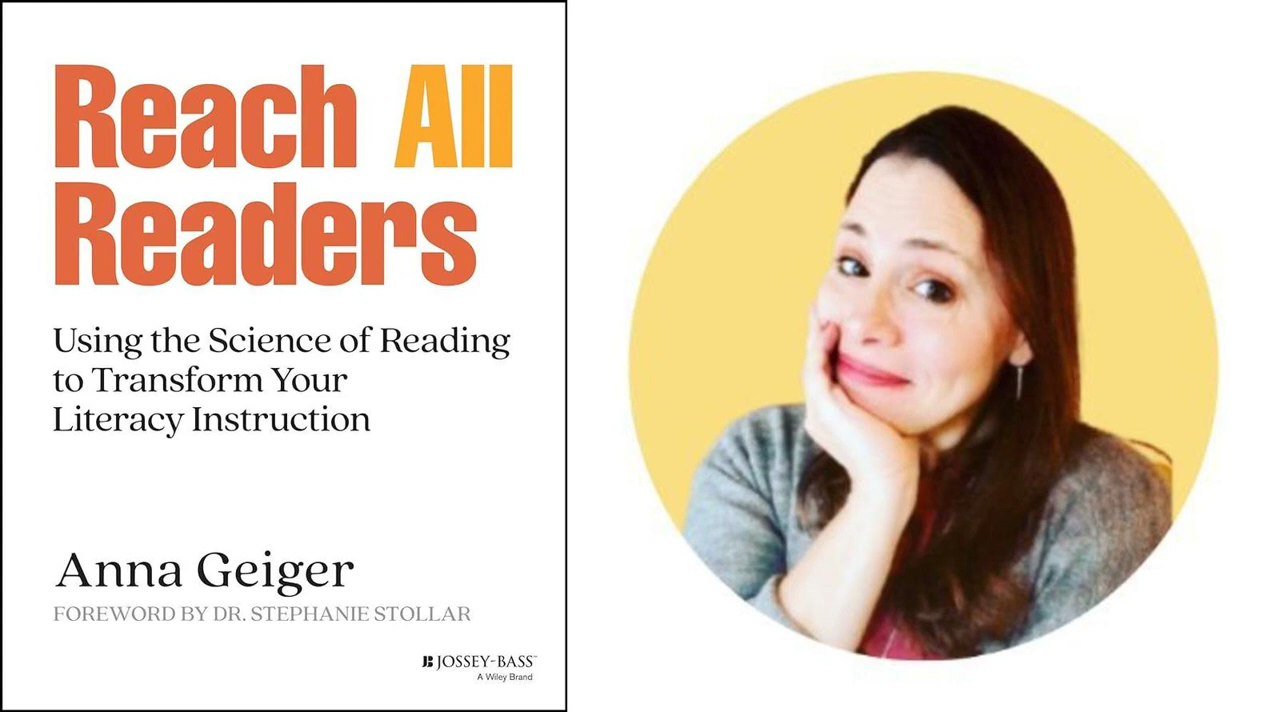 Reach All
Readers
Using the Science of Reading
to Transform Your
Literacy Instruction
Anna Geiger
FOREWORD BY DR. STEPHANIE STOLLAR
JOSSEY-BASS™
A Wiley Brand